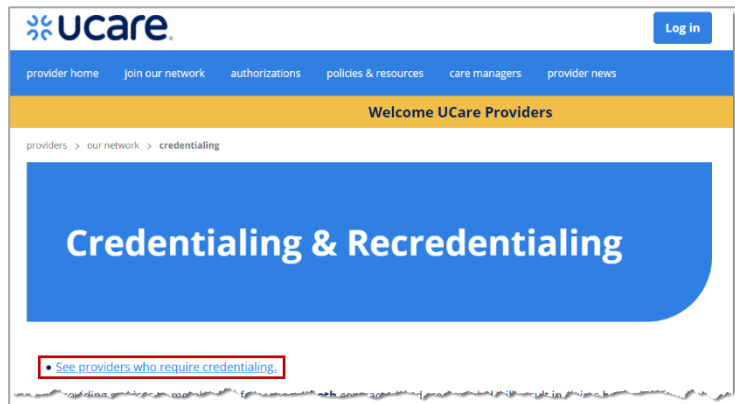 ucare.
Log in
provider home join our network authorizations policies & resources care managers provider news
Welcome UCare Providers
providers > our network > credentialing
Credentialing & Recredentialing
• See providers who require credentialing.